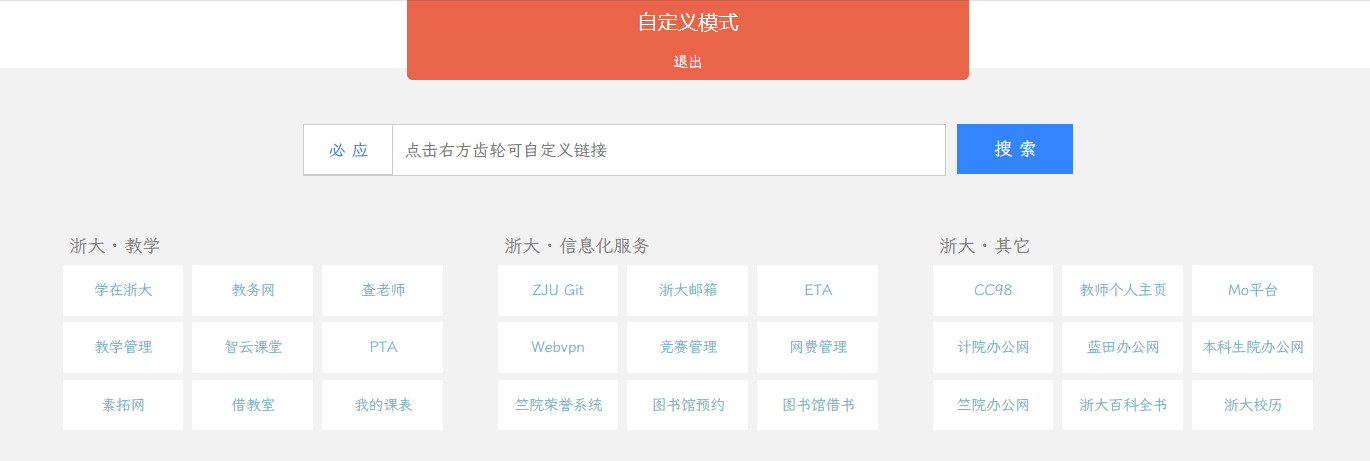 自定义模式
退出
必 应 点击右方齿轮可自定义链接 搜 索
浙大·教学
学在浙大 教务网 查老师
教学管理 智云课堂 PTA
素拓网 借教室 我的课表
浙大·信息化服务
ZJU Git 浙大邮箱 ETA
Webvpn 竞赛管理 网费管理
竺院荣誉系统 图书馆预约 图书馆借书
浙大·其它
CC98 教师个人主页 Mo平台
计院办公网 蓝田办公网 本科生院办公网
竺院办公网 浙大百科全书 浙大校历